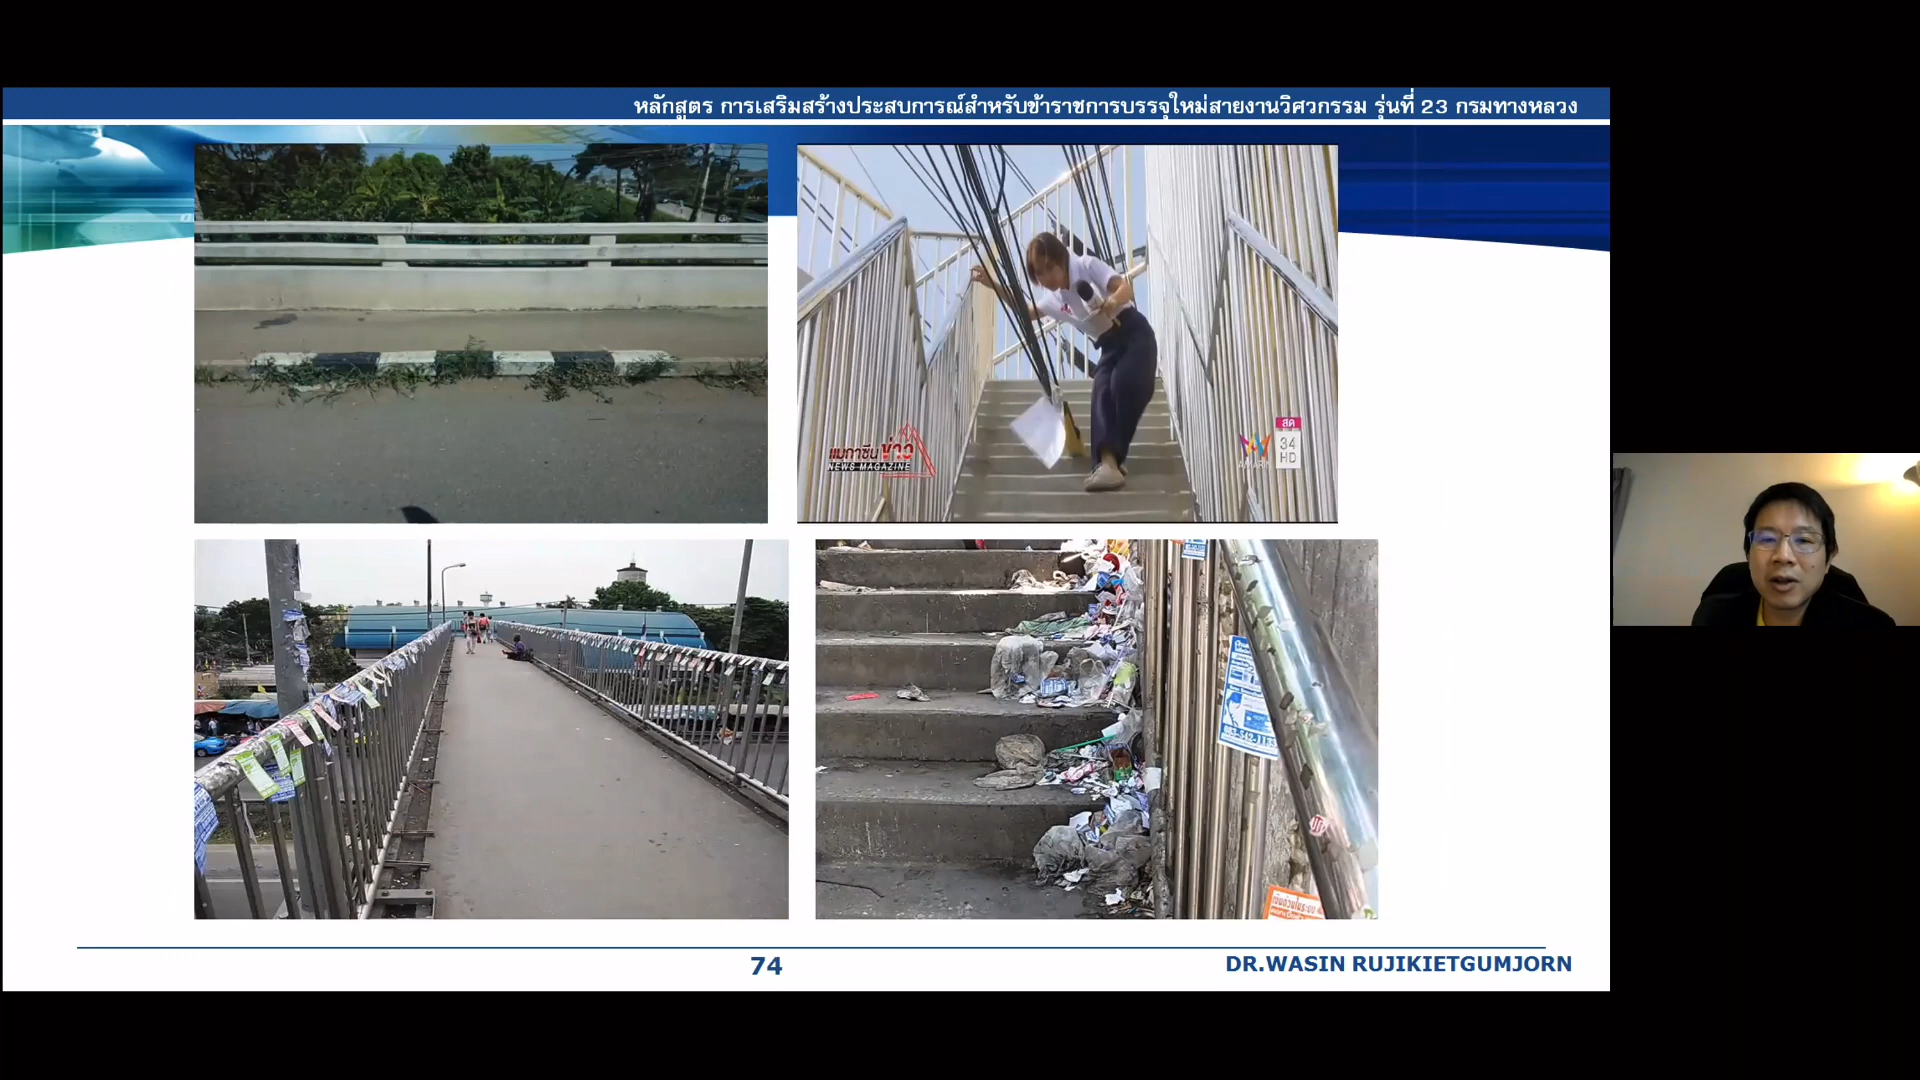 หลักสูตร การเสริมสร้างประสบการณ์สำหรับข้าราชการบรรจุใหม่สายงานวิศวกรรม รุ่นที่ 23 กรมทางหลวง
แมกาซีนข่าว
NEWS MAGAZINE
สด
34
HD
AMARIN
74
DR.WASIN RUJIKIETGUMJORN